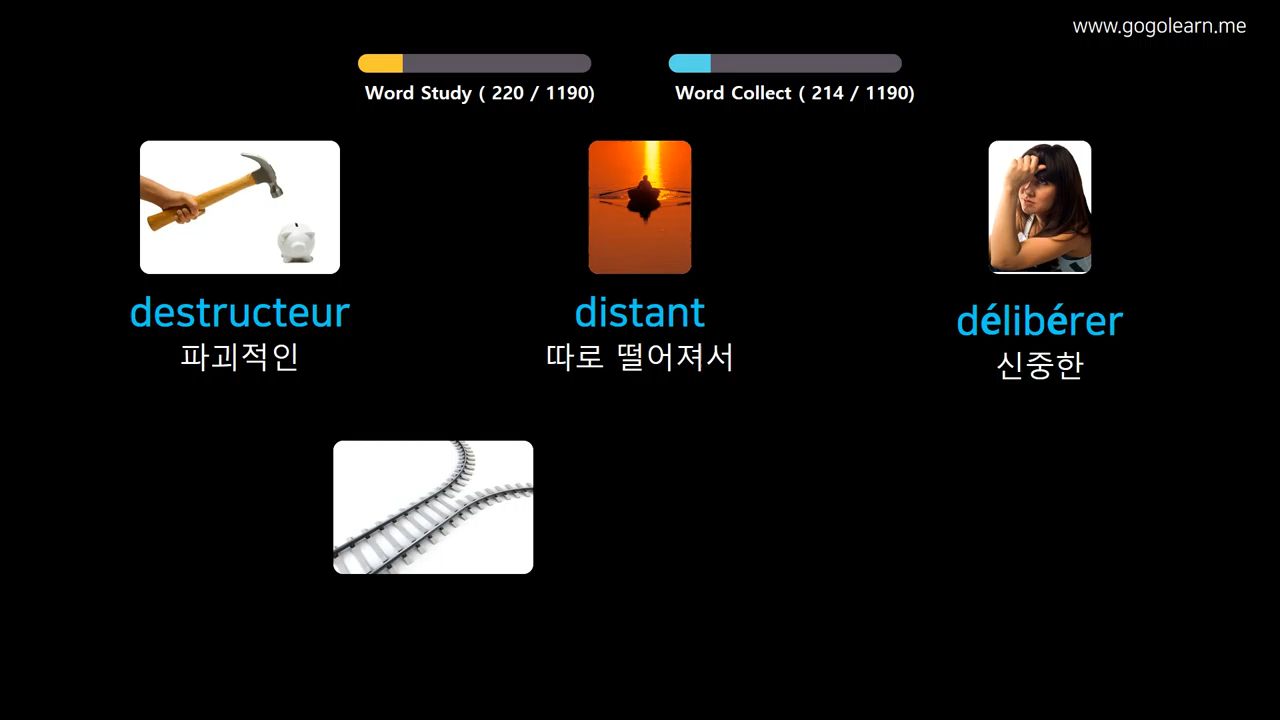 www.gogolearn.me
Word Study ( 220 / 1190)
Word Collect ( 214 / 1190)
destructeur
distant
délibérer
파괴적인
따로 떨어져서
신중한